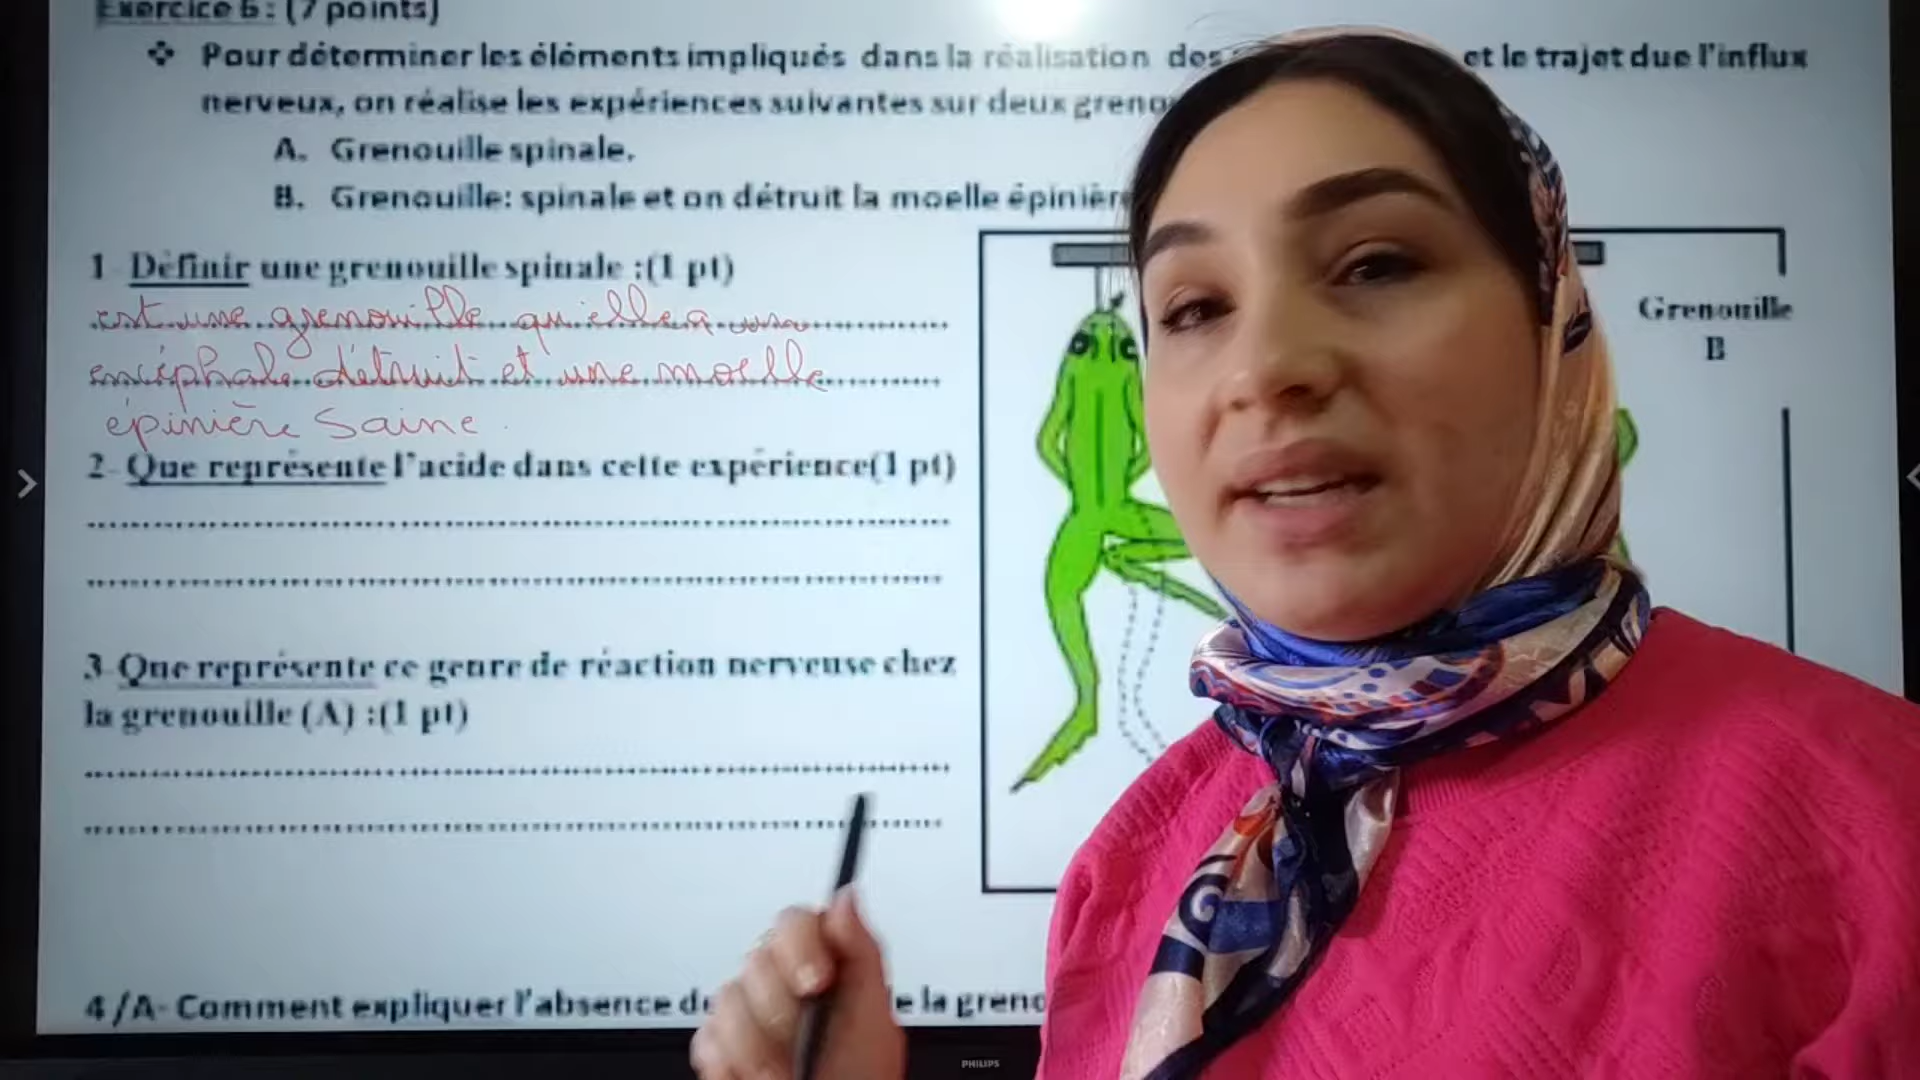 Exercice 6 : (7 points)
❖ Pour déterminer les éléments impliqués dans la réalisation des et le trajet due l'influx
nerveux, on réalise les expériences suivantes sur deux greno
A. Grenouille spinale.
B. Grenouille: spinale et on détruit la moelle épinière
1 Définir une grenouille spinale :(1 pt)
est une grenouille qu'elle a un
encéphale détruit et une moelle
épinière Saine.
2- Que représente l'acide dans cette expérience(1 pt)
3-Que représente ce genre de réaction nerveuse chez
la grenouille (A) :(1 pt)
4 /A- Comment expliquer l'absence de la greno
Grenouille
B
PHILIPS